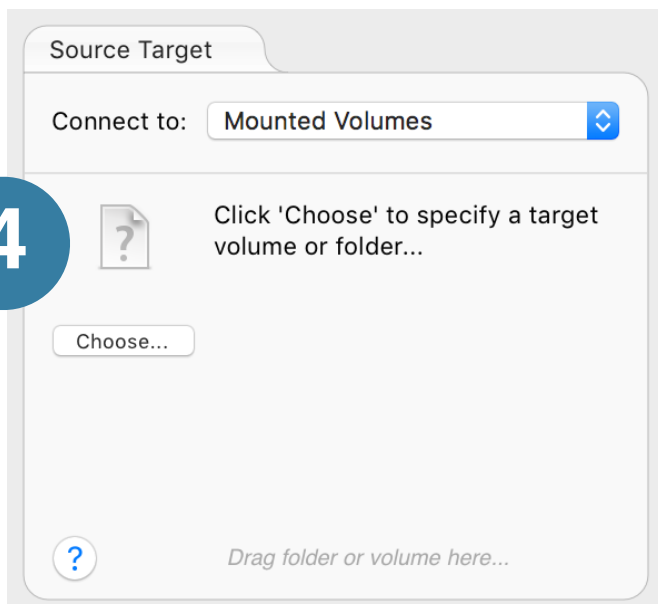 Source Target
Connect to: Mounted Volumes
4
?
Click 'Choose' to specify a target
volume or folder...
Choose...
?
Drag folder or volume here...